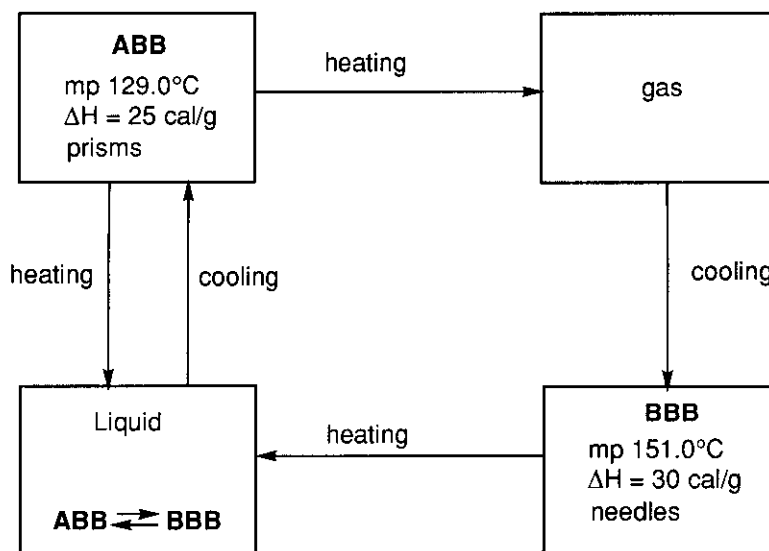 ABB
mp 129.0°C
ΔH = 25 cal/g
prisms
heating
gas
heating
cooling
cooling
Liquid
ABB ⇌ BBB
heating
BBB
mp 151.0°C
ΔH = 30 cal/g
needles